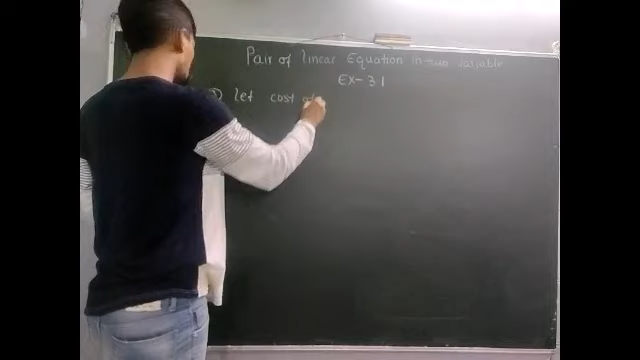 Pair of linear Equation in two variable
EX-3.1
let cost of